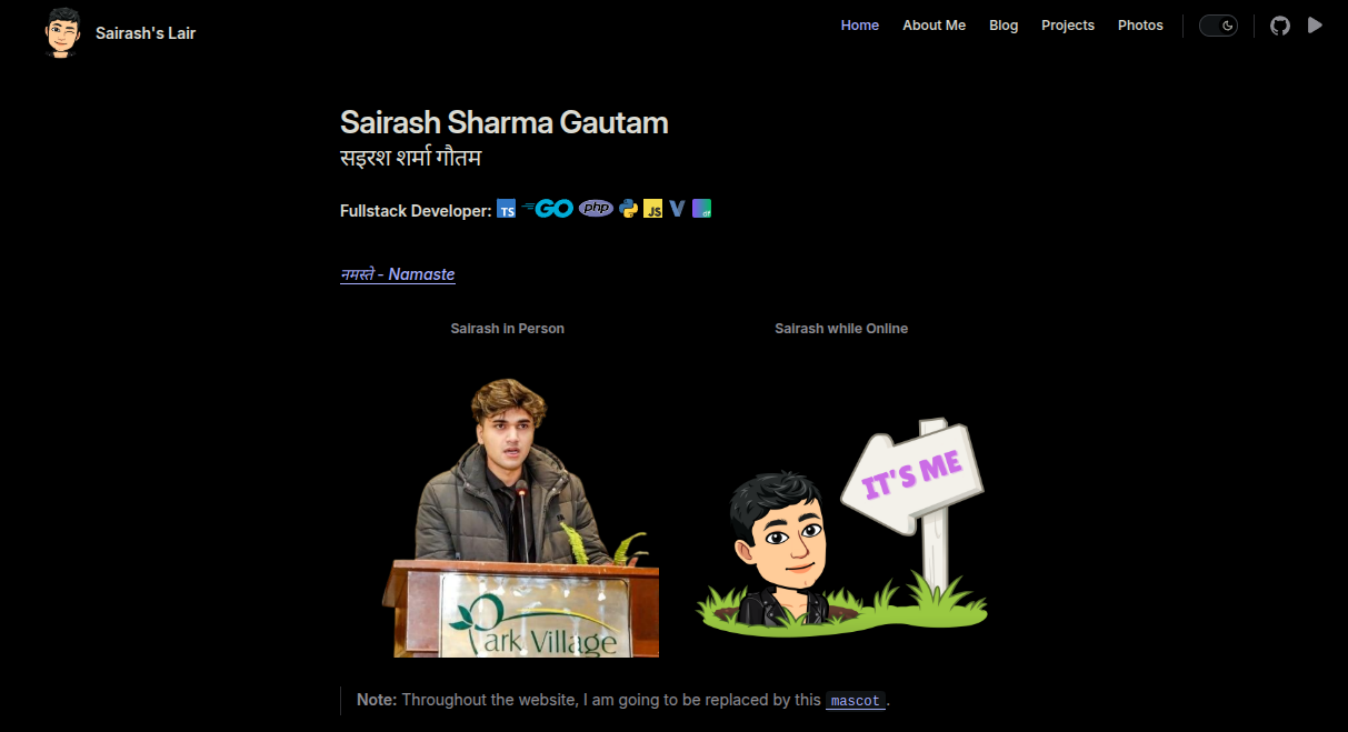 Sairash's Lair
Home About Me Blog Projects Photos
Sairash Sharma Gautam
सइरश शर्मा गौतम
Fullstack Developer: TS GO php JS V df
नमस्ते - Namaste
Sairash in Person Sairash while Online
IT'S ME
Park Village
Note: Throughout the website, I am going to be replaced by this mascot.